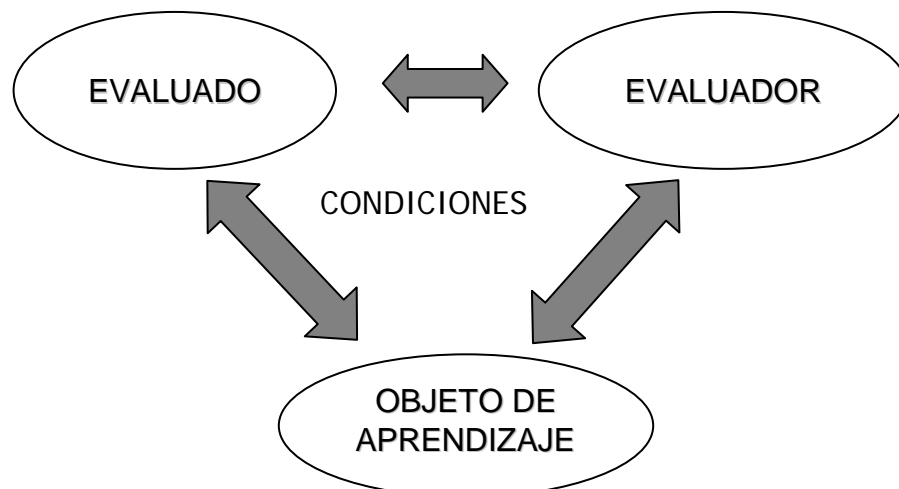 EVALUADO
EVALUADOR
CONDICIONES
OBJETO DE
APRENDIZAJE